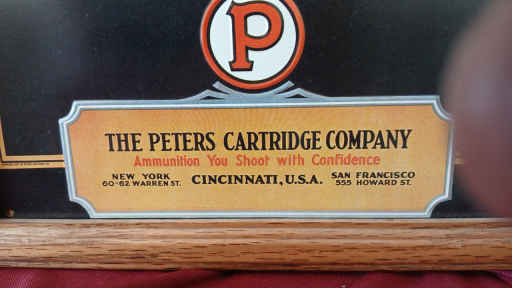 P
THE PETERS CARTRIDGE COMPANY
Ammunition You Shoot with Confidence
NEW YORK
60-62 WARREN ST.
CINCINNATI, U.S.A.
SAN FRANCISCO
555 HOWARD ST.